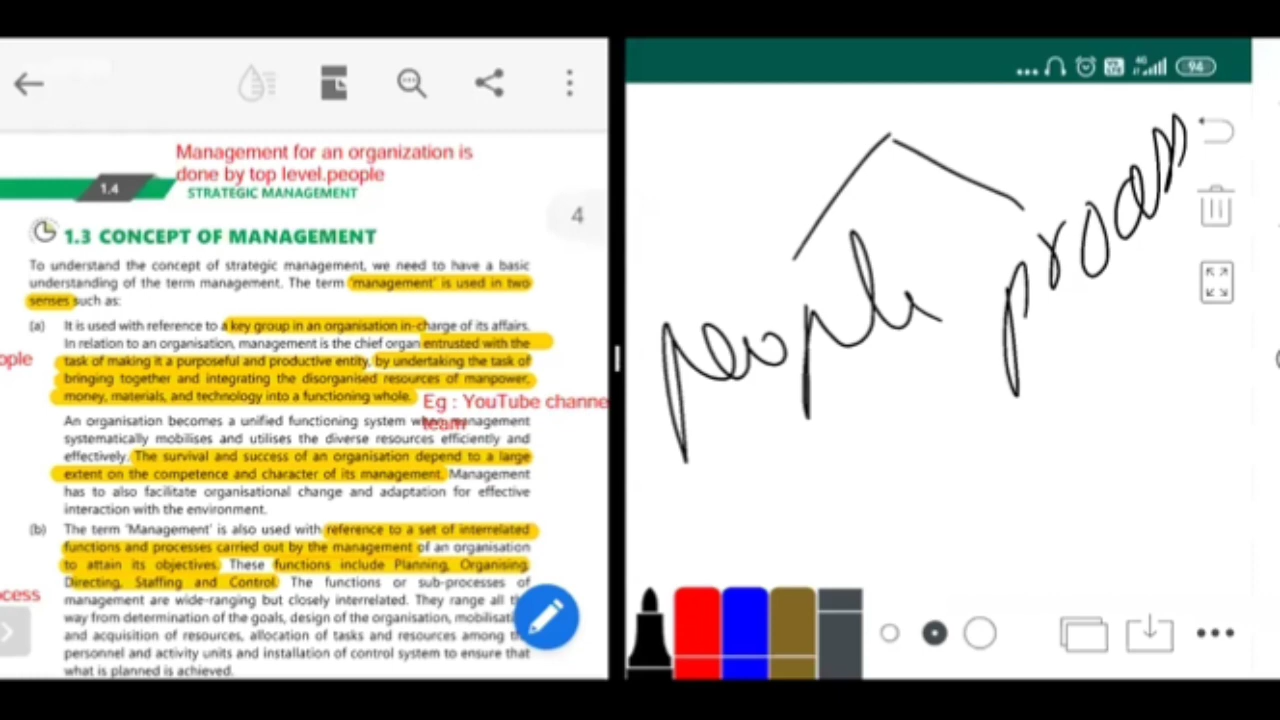 94
Management for an organization is
done by top level.people
1.4
STRATEGIC MANAGEMENT
4
1.3 CONCEPT OF MANAGEMENT
To understand the concept of strategic management, we need to have a basic
understanding of the term management. The term 'management' is used in two
senses such as:
(a) It is used with reference to a key group in an organisation in-charge of its affairs.
In relation to an organisation, management is the chief organ entrusted with the
ople
task of making it a purposeful and productive entity, by undertaking the task of
bringing together and integrating the disorganised resources of manpower,
money, materials, and technology into a functioning whole.
Eg : YouTube channe
team
An organisation becomes a unified functioning system when management
systematically mobilises and utilises the diverse resources efficiently and
effectively. The survival and success of an organisation depend to a large
extent on the competence and character of its management. Management
has to also facilitate organisational change and adaptation for effective
interaction with the environment.
(b) The term 'Management' is also used with reference to a set of interrelated
functions and processes carried out by the management of an organisation
to attain its objectives. These functions include Planning, Organising,
Directing, Staffing and Control. The functions or sub-processes of
ocess
management are wide-ranging but closely interrelated. They range all
way from determination of the goals, design of the organisation,
and acquisition of resources, allocation of tasks and resources among
personnel and activity units and installation of control system to ensure that
what is planned is achieved.
people process